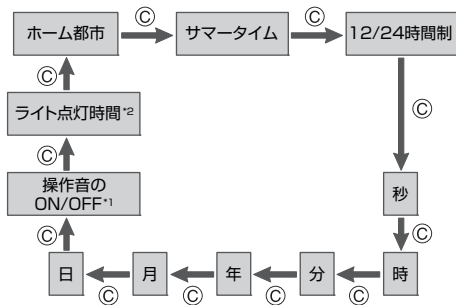 ホーム都市 Ⓒ サマータイム Ⓒ 12/24時間制
Ⓒ
ライト点灯時間*2
Ⓒ
Ⓒ
操作音の
ON/OFF*1
秒
Ⓒ
Ⓒ
日 Ⓒ 月 Ⓒ 年 Ⓒ 分 Ⓒ 時